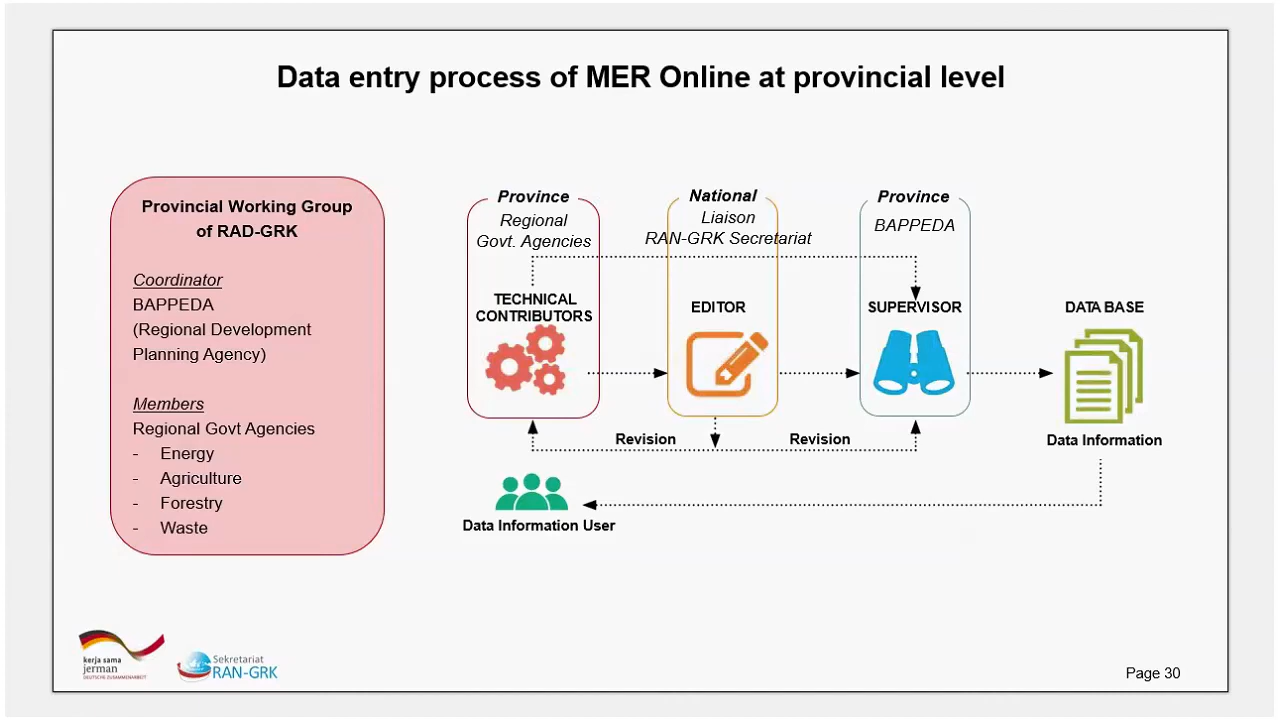 Data entry process of MER Online at provincial level
Provincial Working Group
of RAD-GRK
Coordinator
BAPPEDA
(Regional Development
Planning Agency)
Members
Regional Govt Agencies
- Energy
- Agriculture
- Forestry
- Waste
Province
Regional
Govt. Agencies
TECHNICAL
CONTRIBUTORS
National
Liaison
RAN-GRK Secretariat
EDITOR
Province
BAPPEDA
SUPERVISOR
DATA BASE
Data Information
Revision
Revision
Data Information User
kerja sama
jerman
DEUTSCHE ZUSAMMENARBEIT
Sekretariat
RAN-GRK
Page 30